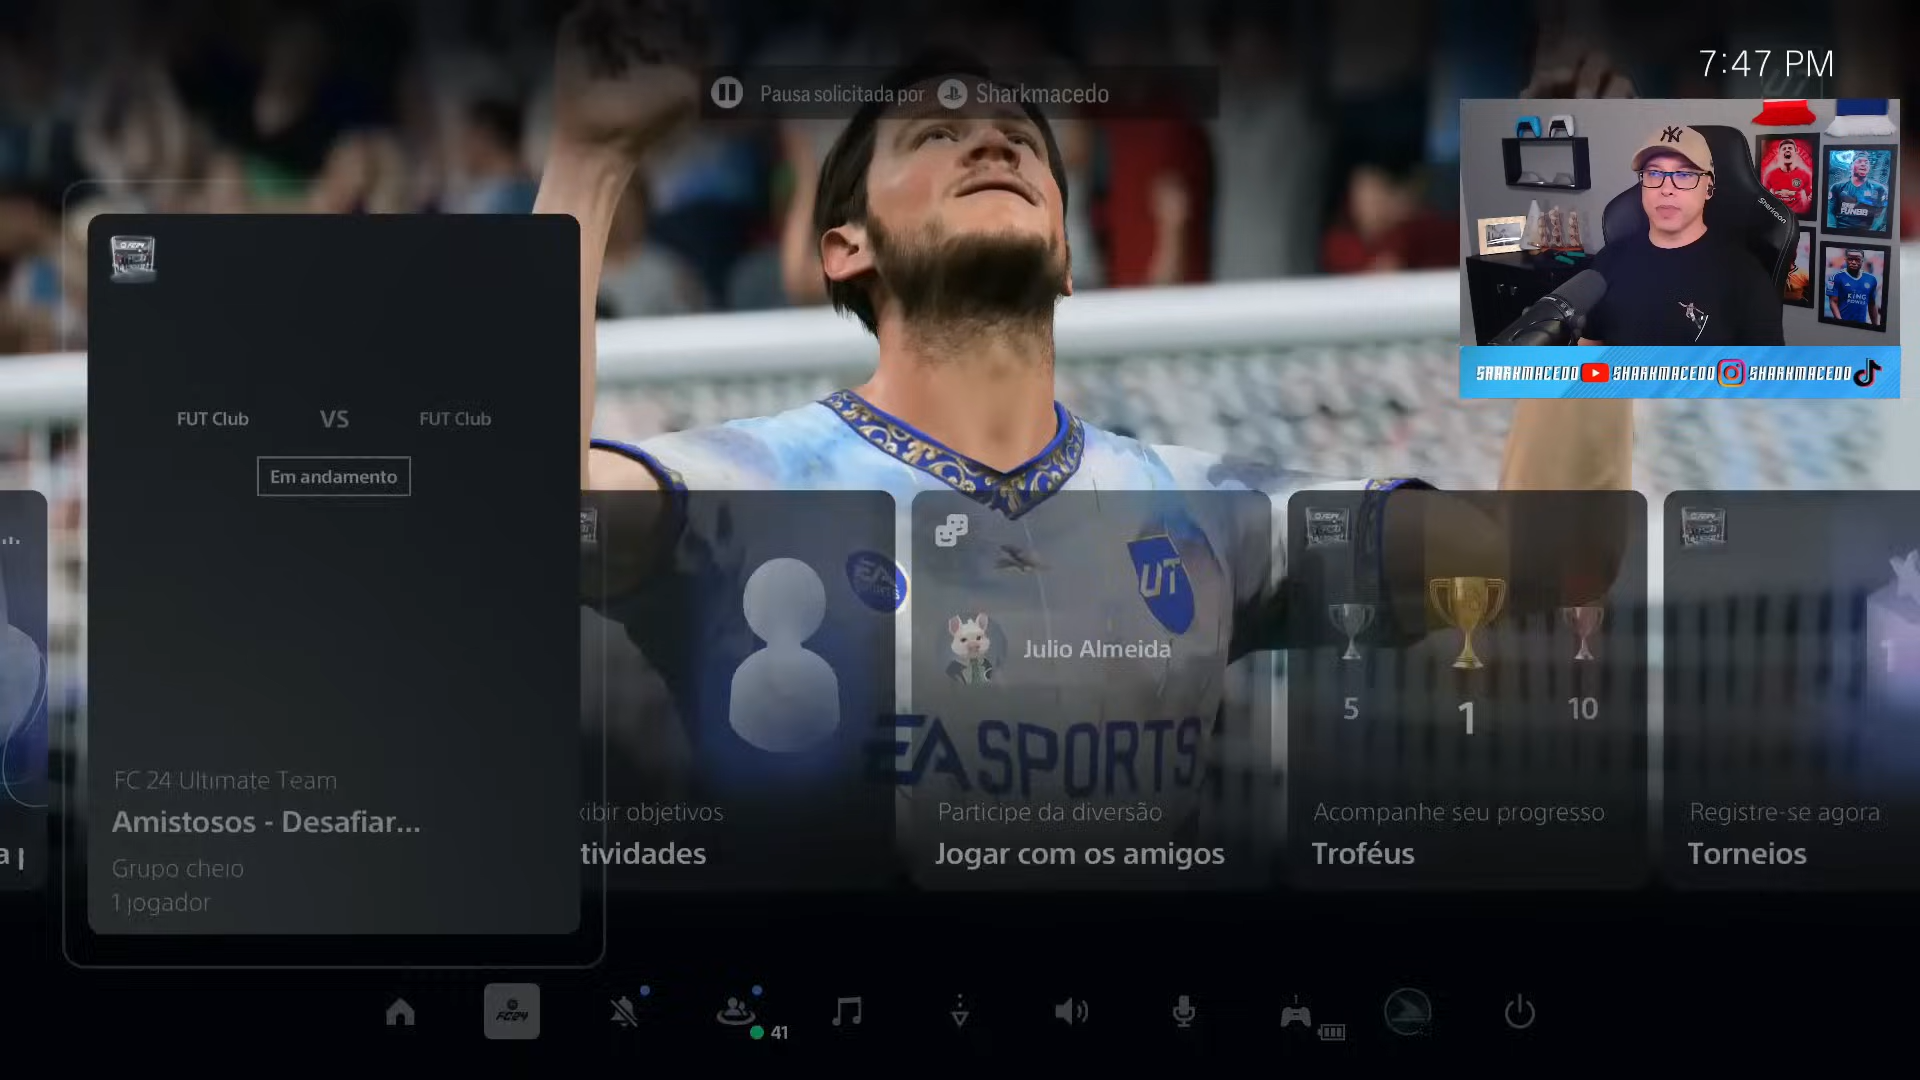 7:47 PM
Pausa solicitada por Sharkmacedo
SHARKMACEDO SHARKMACEDO SHARKMACEDO
FUT Club VS FUT Club
Em andamento
UT
EA SPORTS
Julio Almeida
5 1 10
FC 24 Ultimate Team
Amistosos - Desafiar...
Grupo cheio
1 jogador
xibir objetivos
tividades
Participe da diversão
Jogar com os amigos
Acompanhe seu progresso
Troféus
Registre-se agora
Torneios
FC24
41